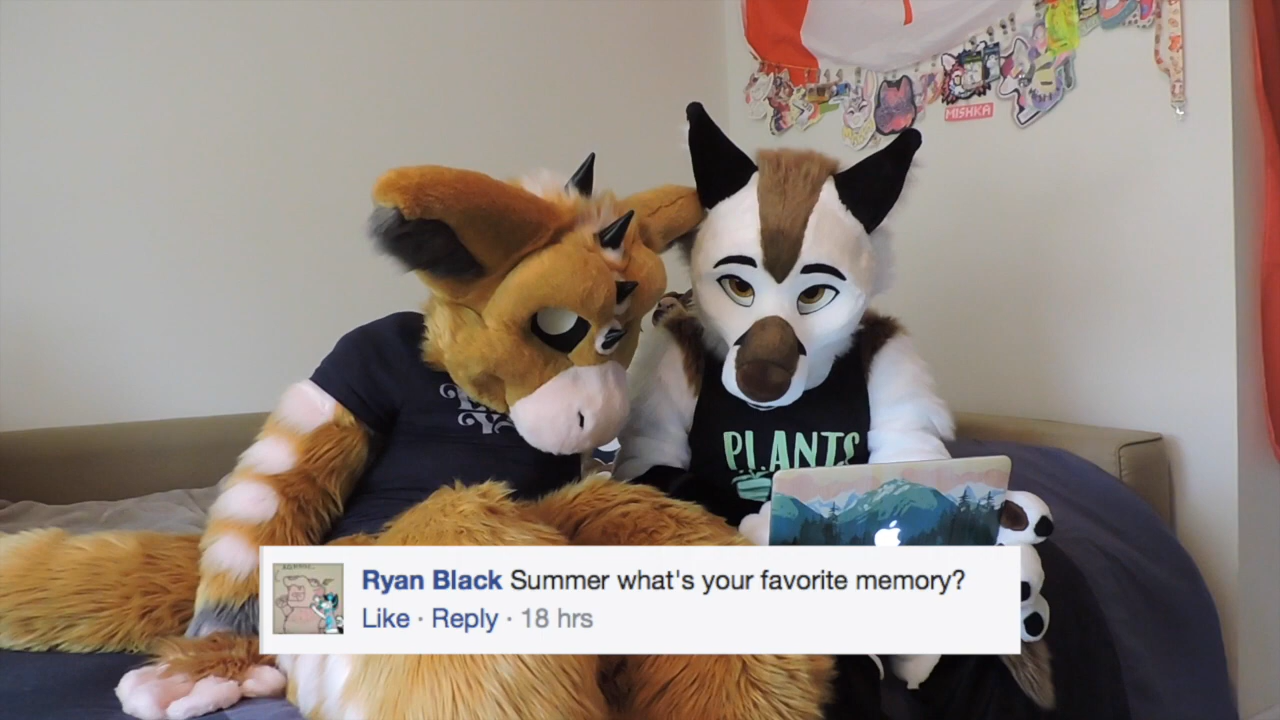 MISHKA
PLANTS
Ryan Black Summer what's your favorite memory?
Like · Reply · 18 hrs